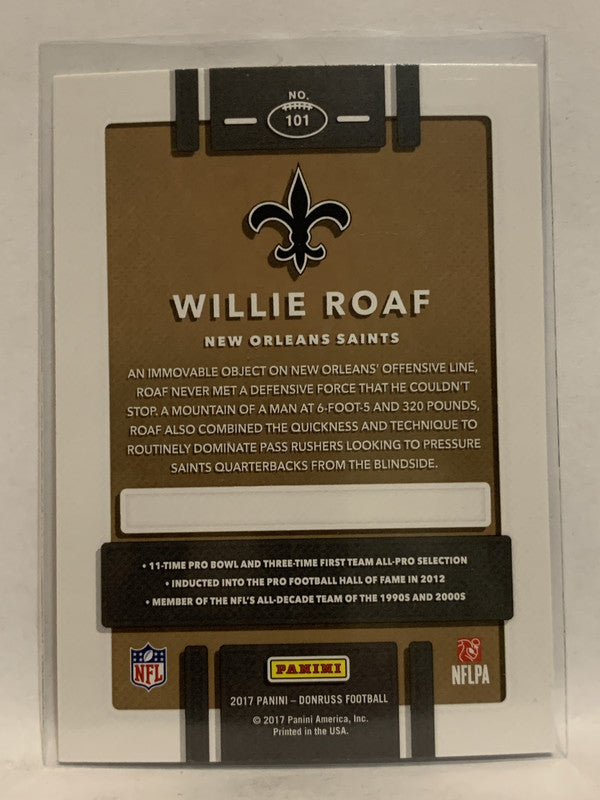 NO.
101
WILLIE ROAF
NEW ORLEANS SAINTS
AN IMMOVABLE OBJECT ON NEW ORLEANS' OFFENSIVE LINE,
ROAF NEVER MET A DEFENSIVE FORCE THAT HE COULDN'T
STOP. A MOUNTAIN OF A MAN AT 6-FOOT-5 AND 320 POUNDS,
ROAF ALSO COMBINED THE QUICKNESS AND TECHNIQUE TO
ROUTINELY DOMINATE PASS RUSHERS LOOKING TO PRESSURE
SAINTS QUARTERBACKS FROM THE BLINDSIDE.
• 11-TIME PRO BOWL AND THREE-TIME FIRST TEAM ALL-PRO SELECTION
• INDUCTED INTO THE PRO FOOTBALL HALL OF FAME IN 2012
• MEMBER OF THE NFL'S ALL-DECADE TEAM OF THE 1990S AND 2000S
NFL
PANINI
NFLPA
2017 PANINI – DONRUSS FOOTBALL
© 2017 Panini America, Inc.
Printed in the USA.